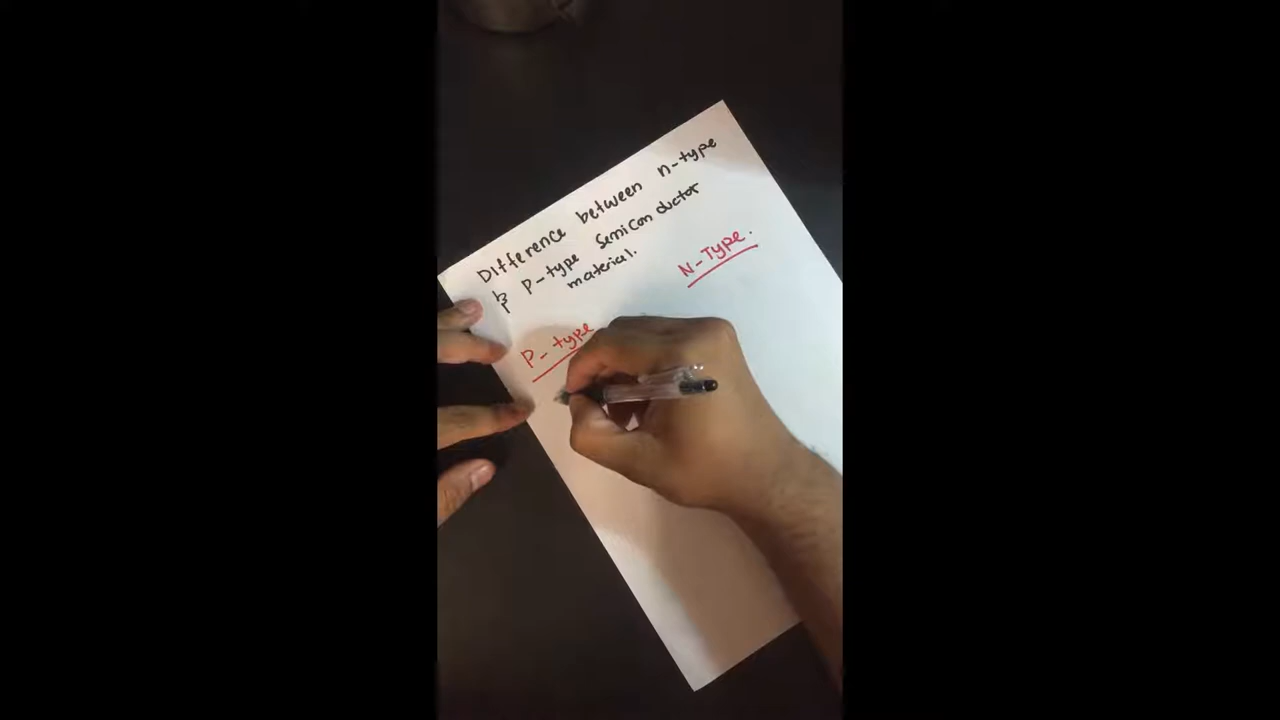 Difference between n-type
& P-type Semiconductor
material.
P-type
N-Type.